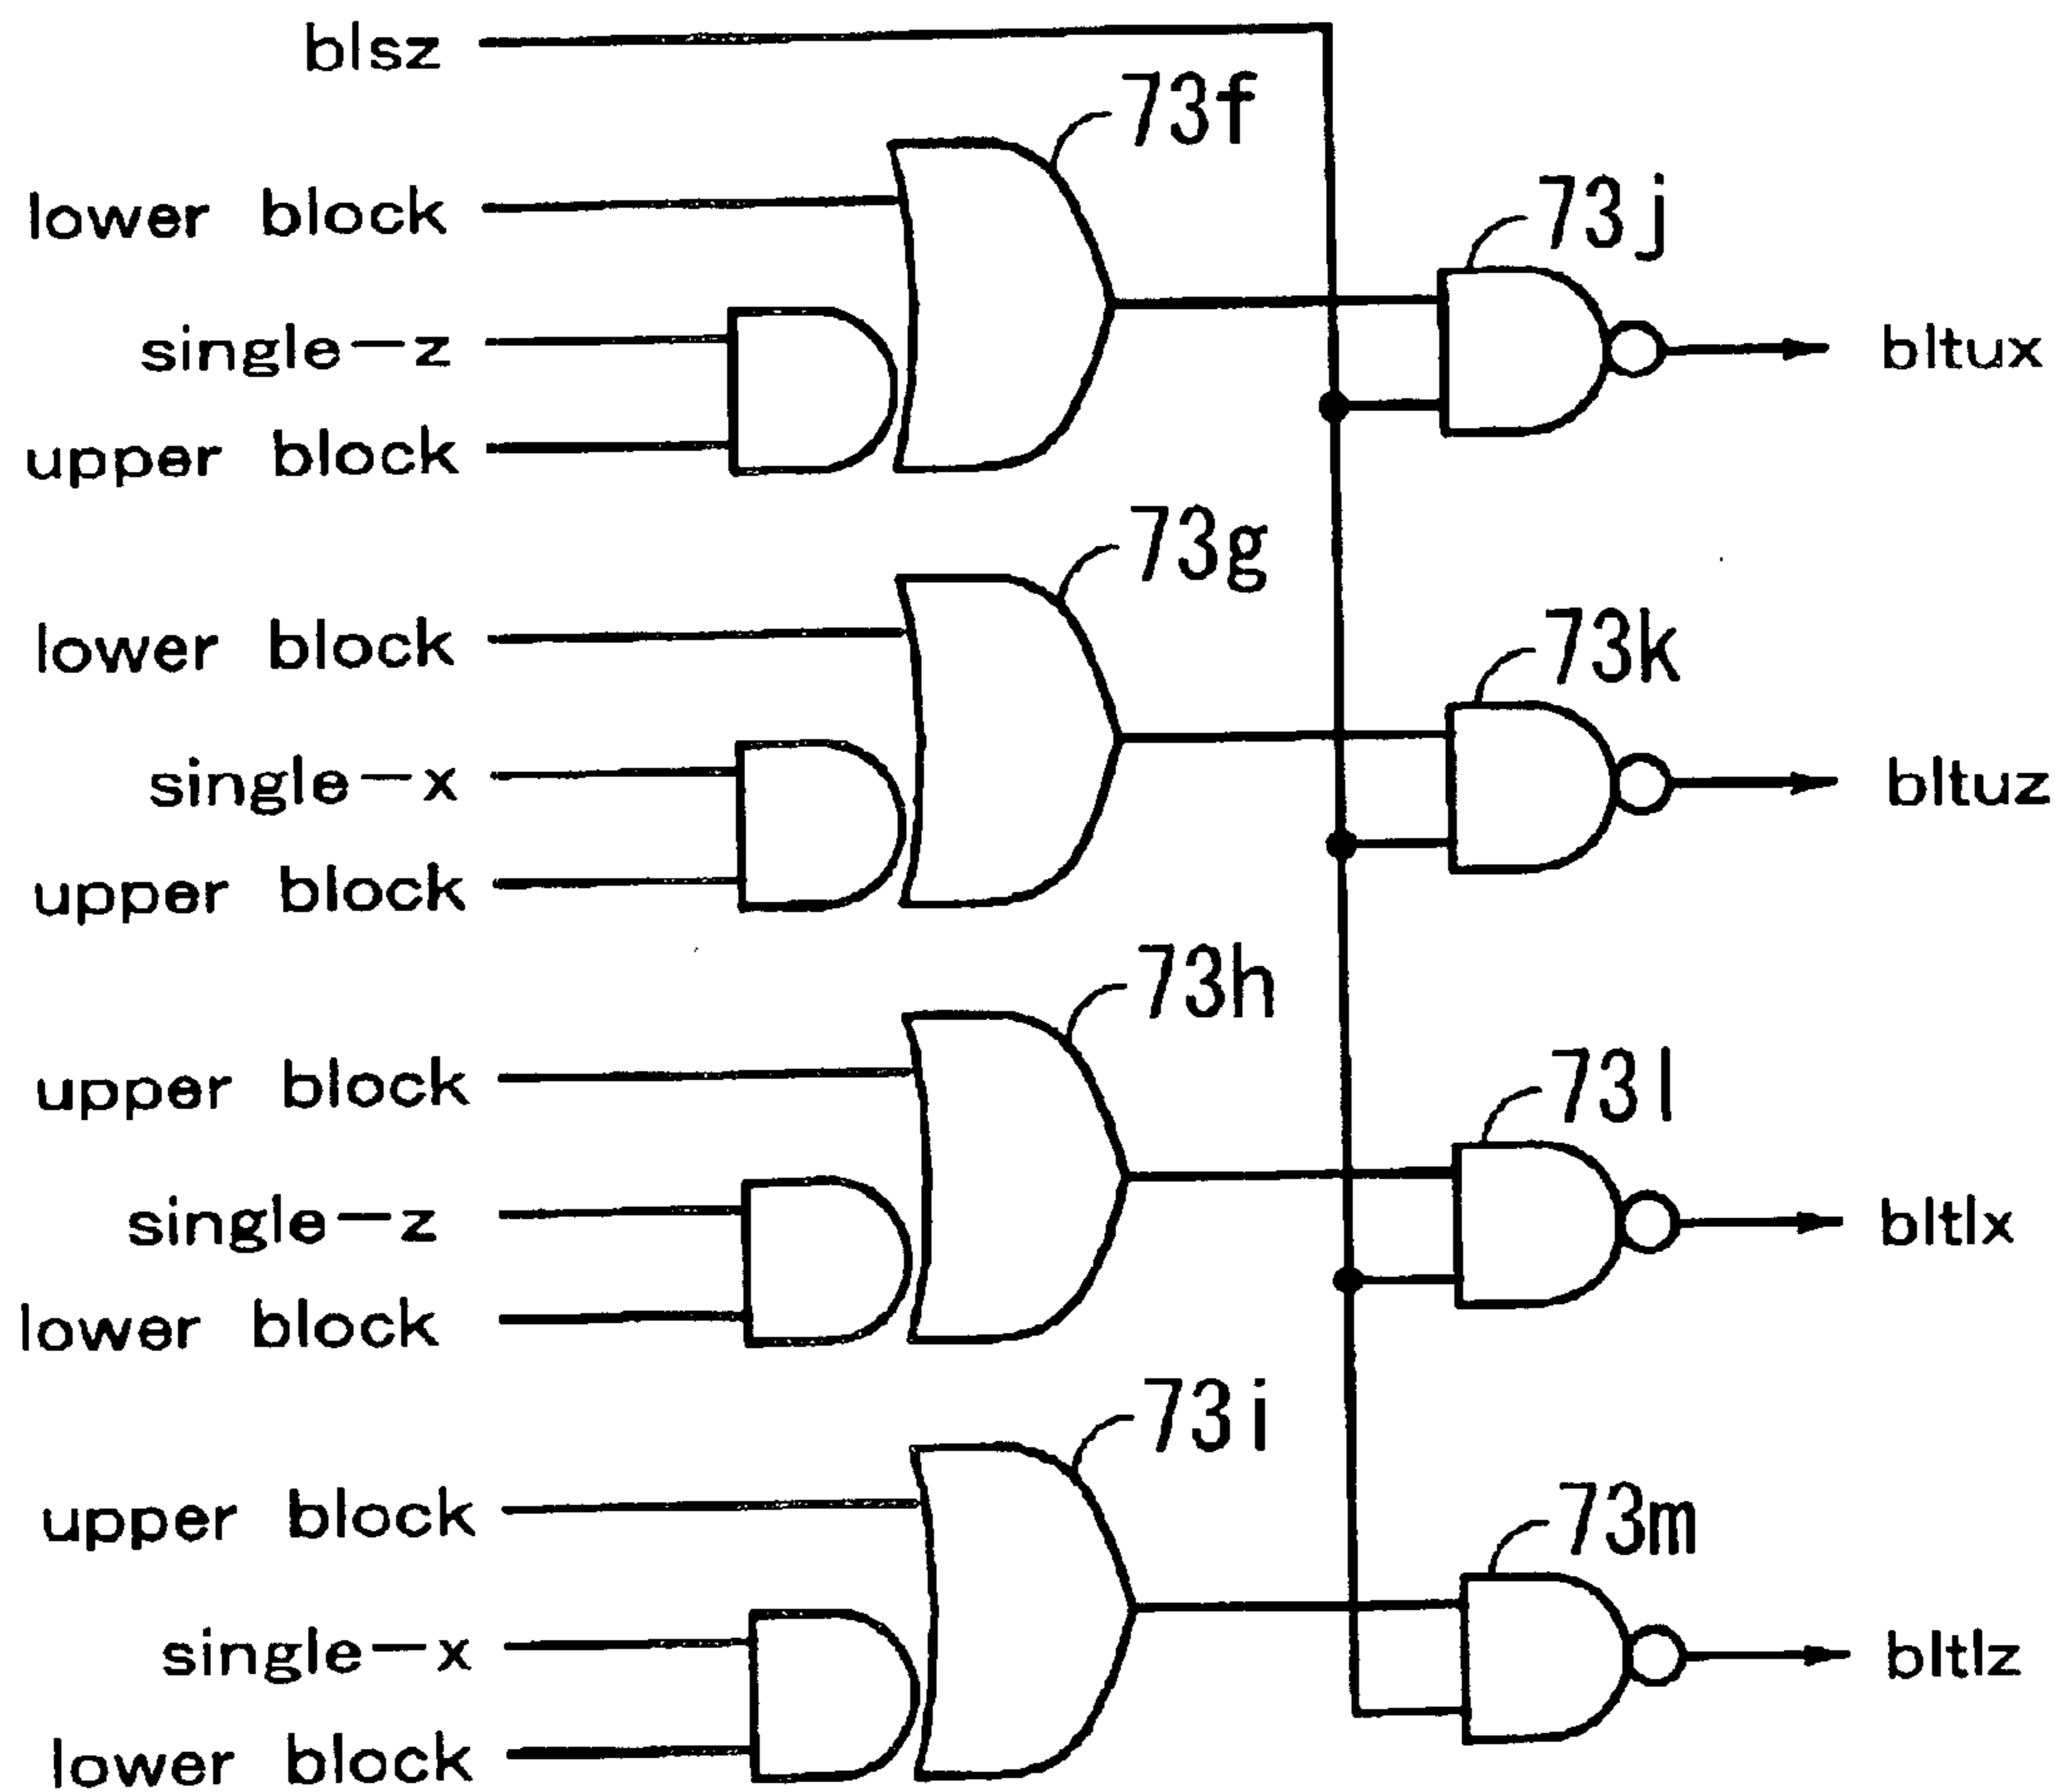 blsz
73f
lower block
73j
single-z
bltux
upper block
73g
lower block
73k
single-x
bltuz
upper block
73h
upper block
73l
single-z
bltlx
lower block
73i
upper block
73m
single-x
bltlz
lower block